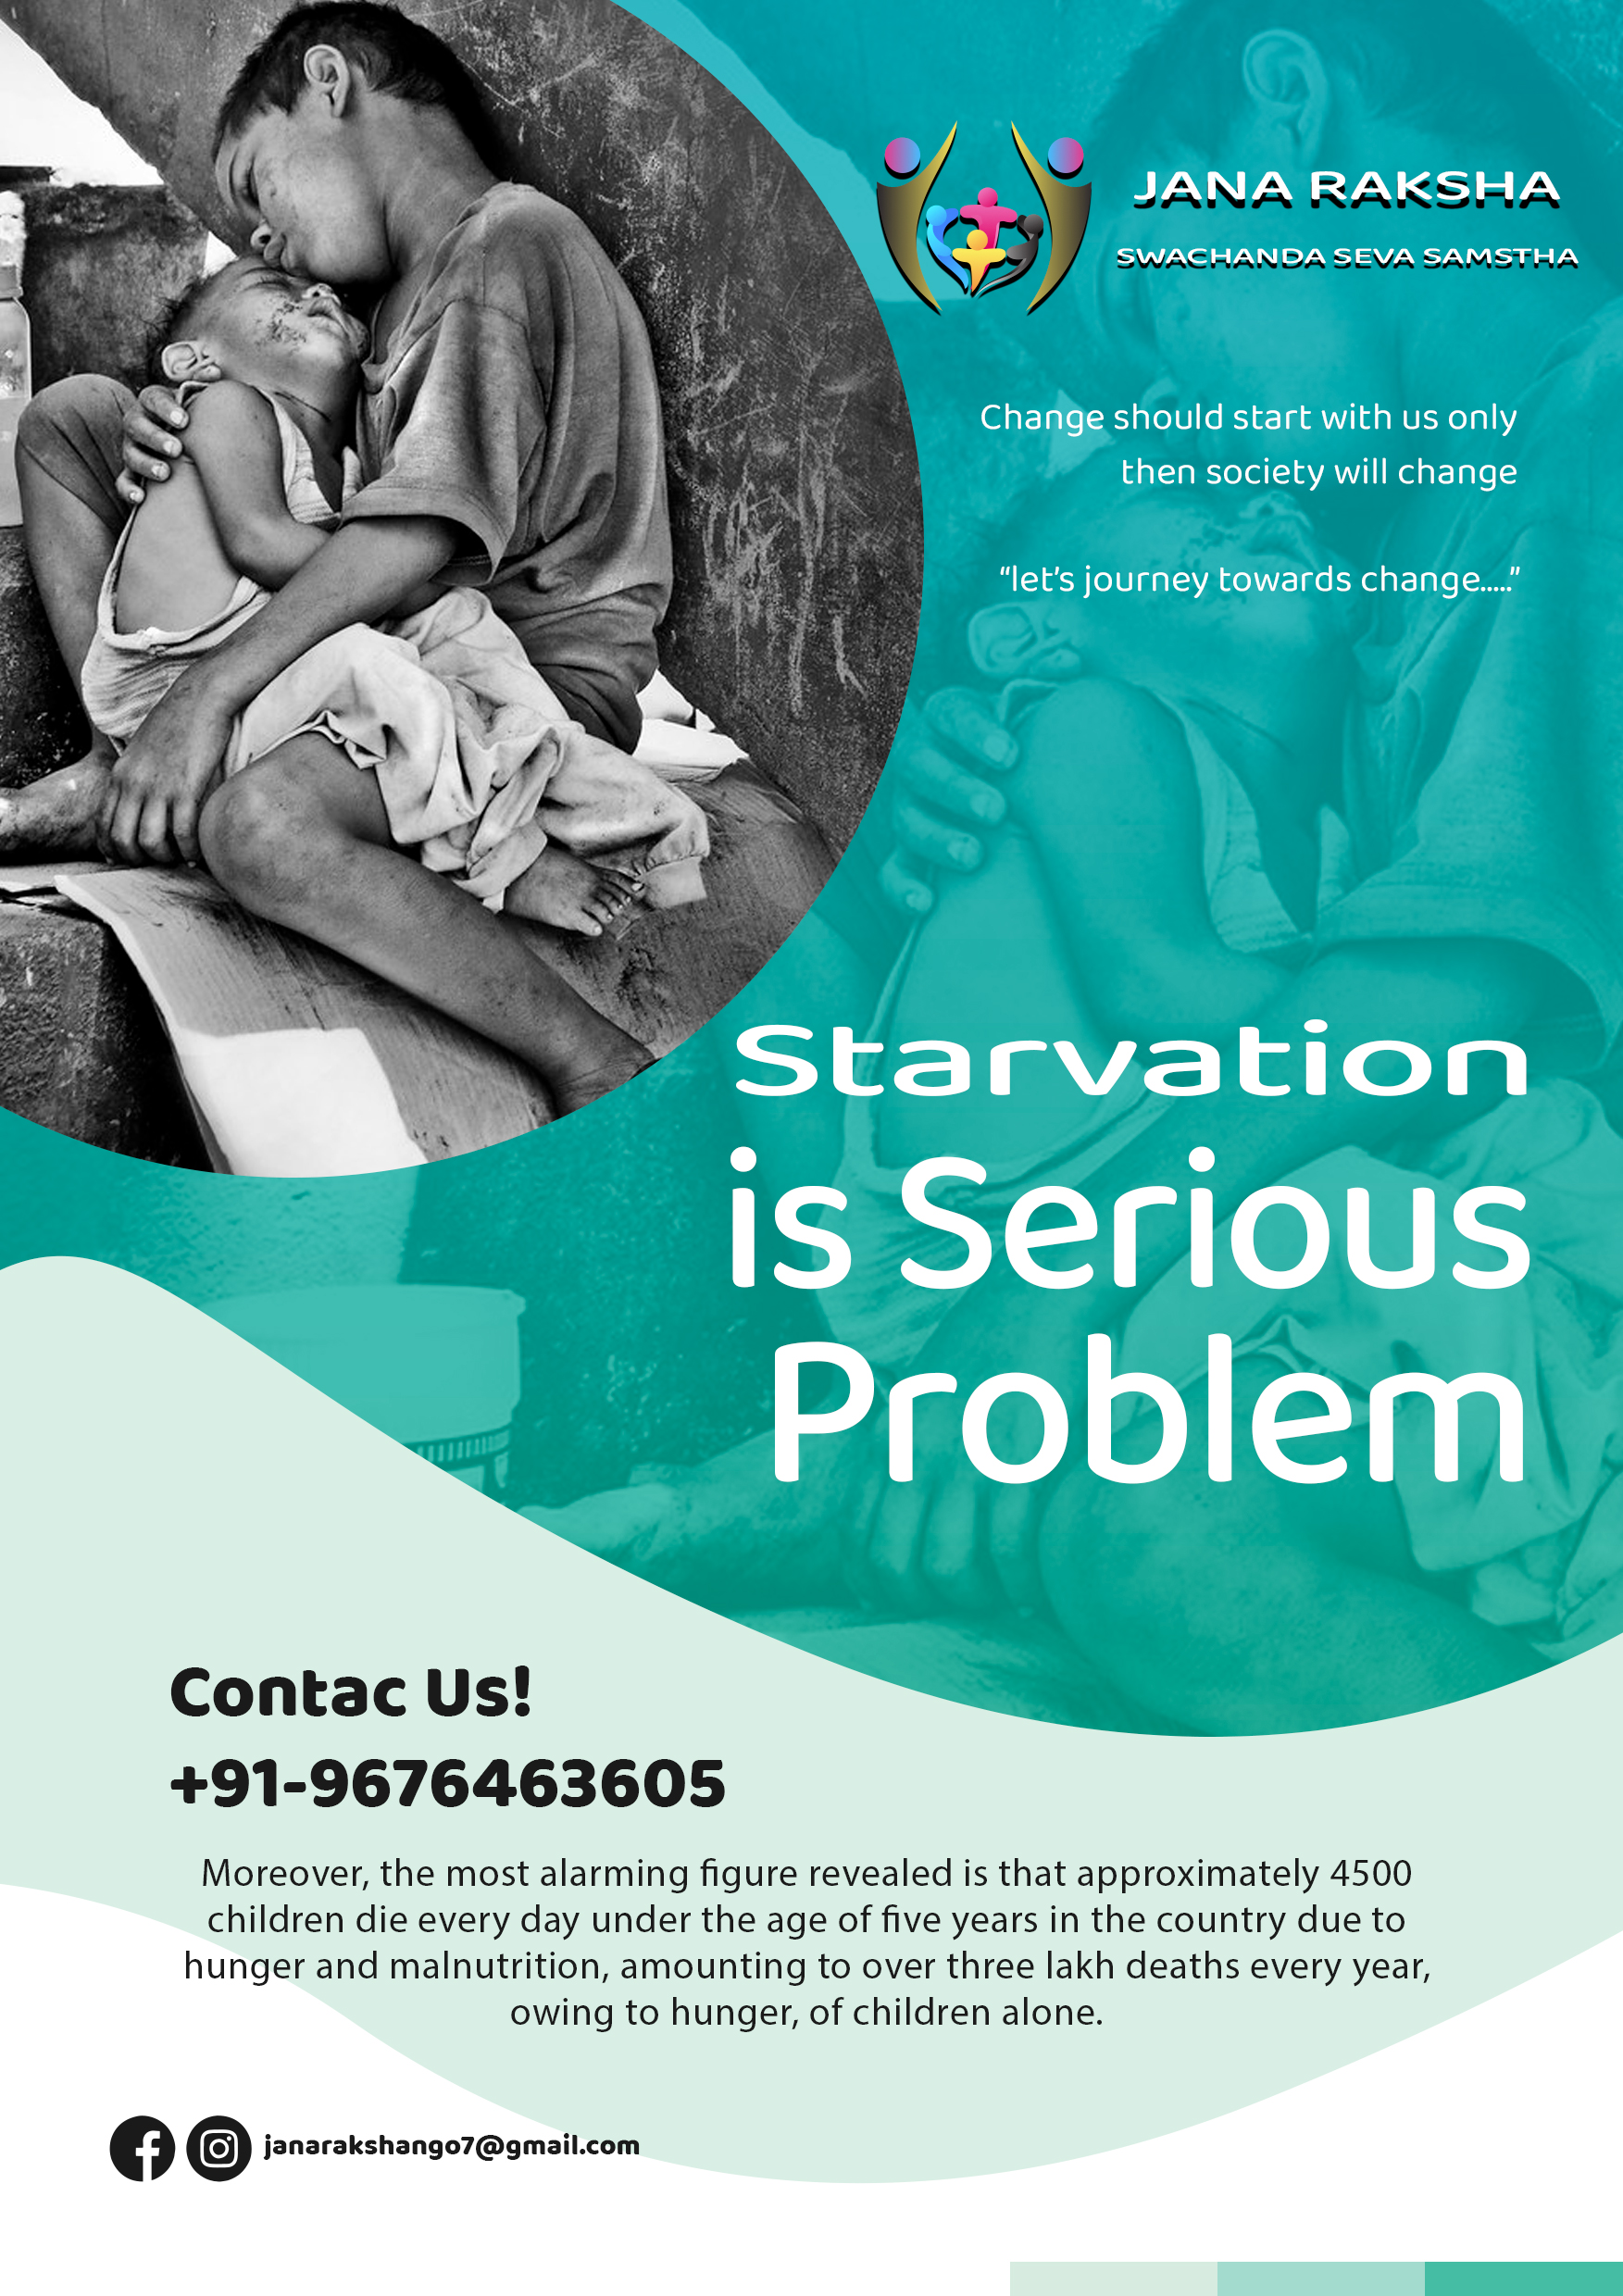 JANA RAKSHA
SWACHANDA SEVA SAMSTHA
Change should start with us only
then society will change
“let’s journey towards change.....”
Starvation
is Serious
Problem
Contac Us!
+91-9676463605
Moreover, the most alarming figure revealed is that approximately 4500
children die every day under the age of five years in the country due to
hunger and malnutrition, amounting to over three lakh deaths every year,
owing to hunger, of children alone.
janarakshango7@gmail.com